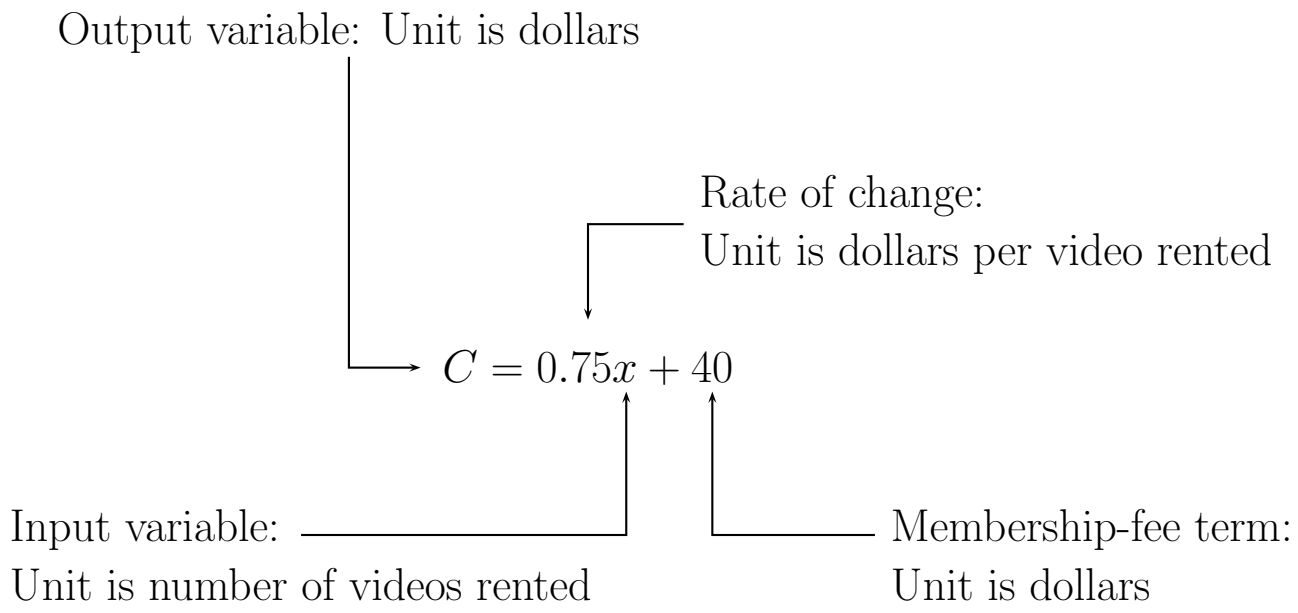 Output variable: Unit is dollars
Rate of change:
Unit is dollars per video rented
C = 0.75x + 40
Input variable:
Unit is number of videos rented
Membership-fee term:
Unit is dollars